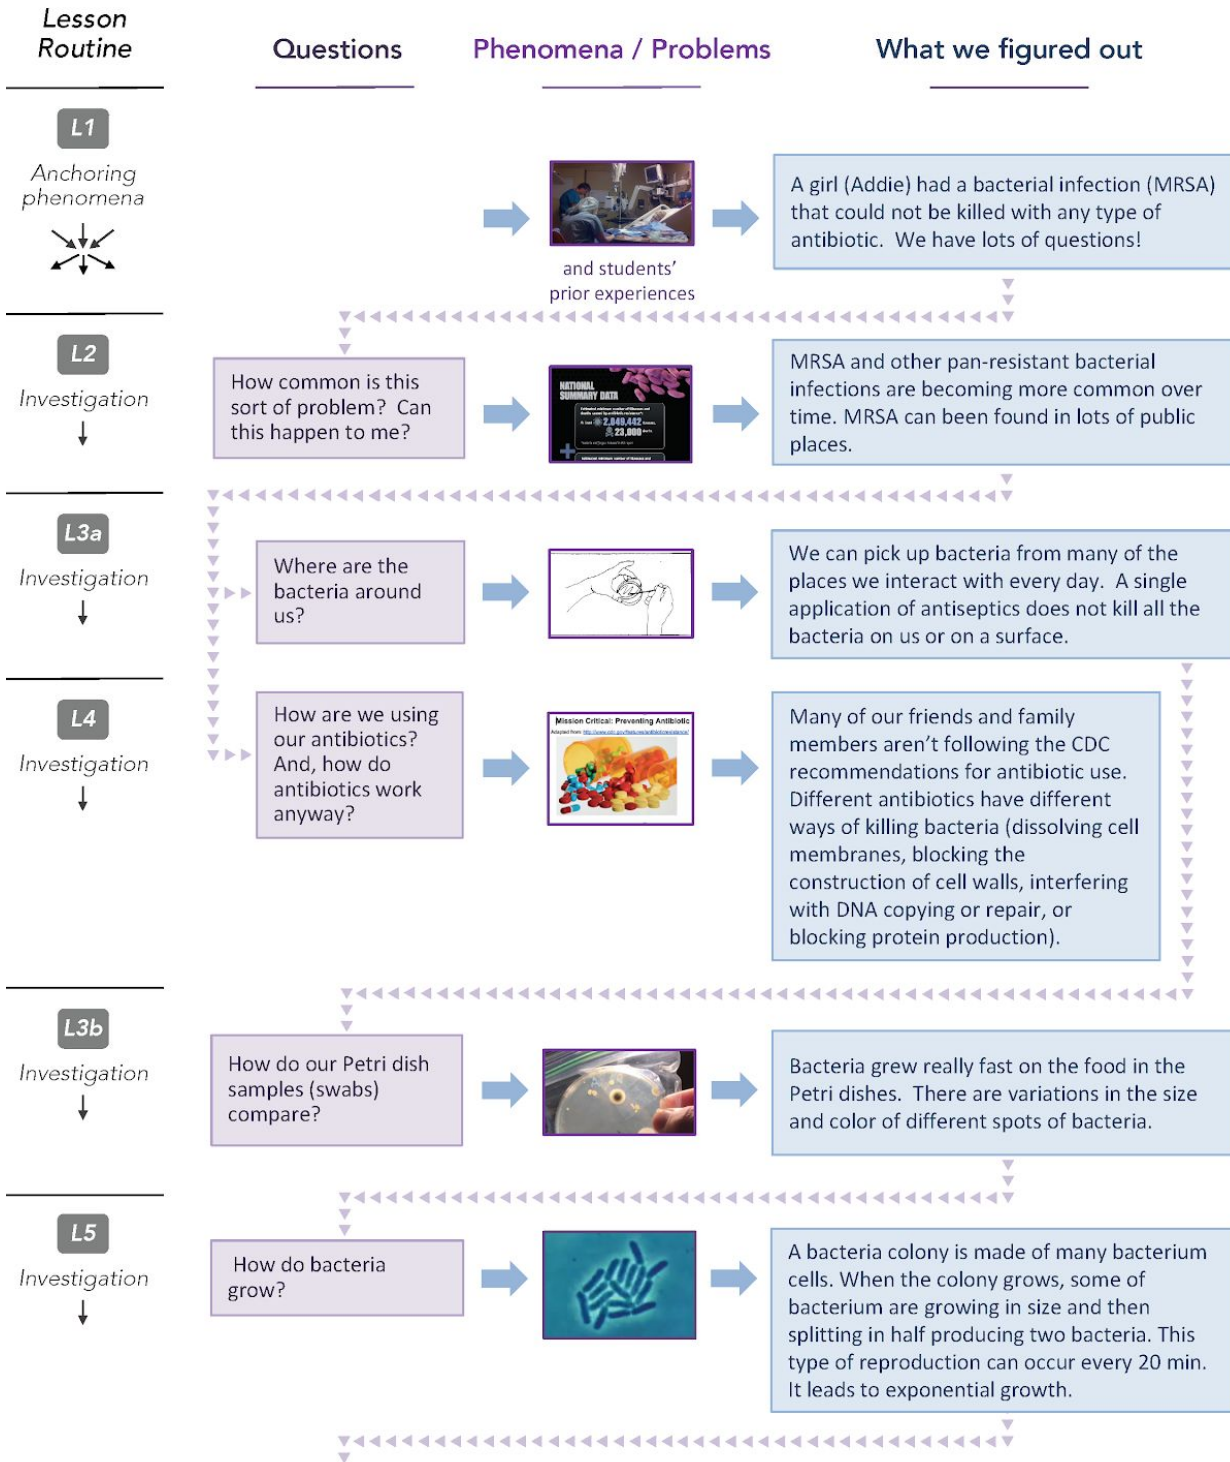 Lesson
Routine
Questions
Phenomena / Problems
What we figured out
L1
Anchoring
phenomena
and students'
prior experiences
A girl (Addie) had a bacterial infection (MRSA)
that could not be killed with any type of
antibiotic.  We have lots of questions!
L2
Investigation
How common is this
sort of problem?  Can
this happen to me?
NATIONAL
SUMMARY DATA
2,049,442
23,000
MRSA and other pan-resistant bacterial
infections are becoming more common over
time. MRSA can been found in lots of public
places.
L3a
Investigation
Where are the
bacteria around
us?
We can pick up bacteria from many of the
places we interact with every day.  A single
application of antiseptics does not kill all the
bacteria on us or on a surface.
L4
Investigation
How are we using
our antibiotics?
And, how do
antibiotics work
anyway?
Mission Critical: Preventing Antibiotic
Adapted from:
Many of our friends and family
members aren't following the CDC
recommendations for antibiotic use.
Different antibiotics have different
ways of killing bacteria (dissolving cell
membranes, blocking the
construction of cell walls, interfering
with DNA copying or repair, or
blocking protein production).
L3b
Investigation
How do our Petri dish
samples (swabs)
compare?
Bacteria grew really fast on the food in the
Petri dishes.  There are variations in the size
and color of different spots of bacteria.
L5
Investigation
How do bacteria
grow?
A bacteria colony is made of many bacterium
cells. When the colony grows, some of
bacterium are growing in size and then
splitting in half producing two bacteria. This
type of reproduction can occur every 20 min.
It leads to exponential growth.